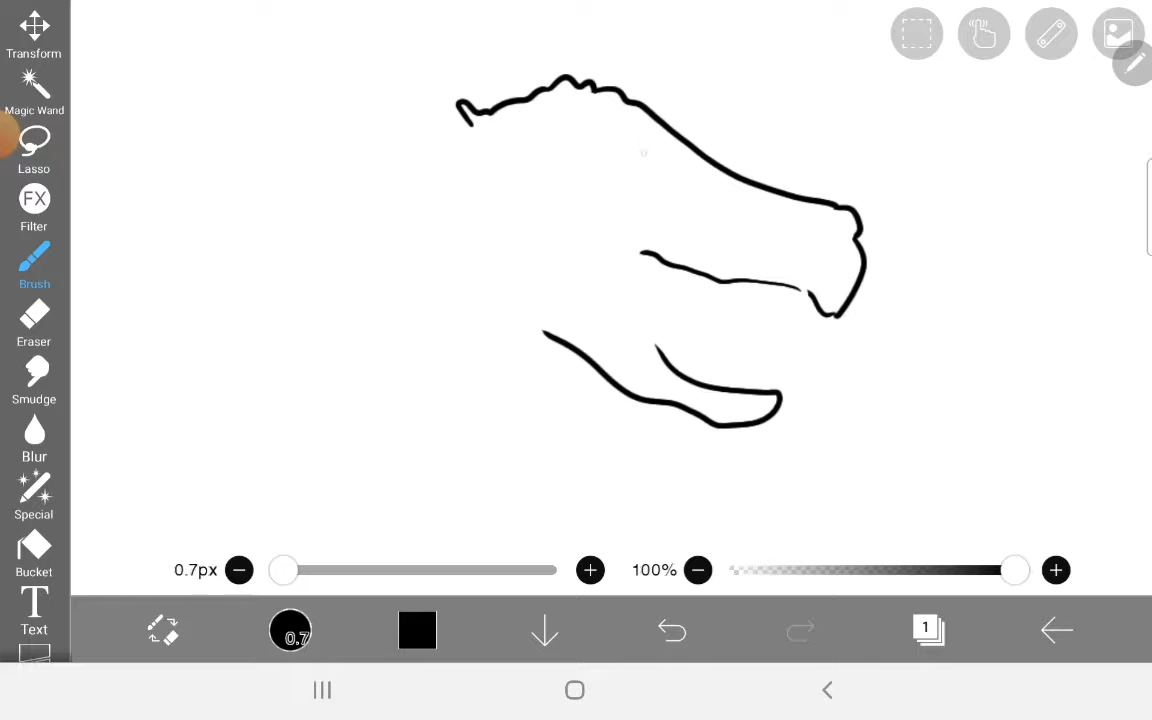 Transform
Magic Wand
Lasso
FX
Filter
Brush
Eraser
Smudge
Blur
Special
Bucket
T
Text
0.7px
100%
0.7
1